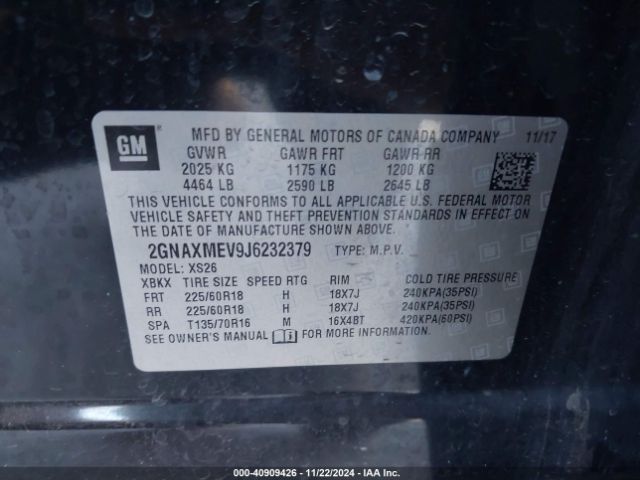 GM
MFD BY GENERAL MOTORS OF CANADA COMPANY 11/17
GVWR GAWR FRT GAWR-RR
2025 KG 1175 KG 1200 KG
4464 LB 2590 LB 2645 LB
THIS VEHICLE CONFORMS TO ALL APPLICABLE U.S. FEDERAL MOTOR
VEHICLE SAFETY AND THEFT PREVENTION STANDARDS IN EFFECT ON
THE DATE OF MANUFACTURE SHOWN ABOVE.
2GNAXMEV9J6232379 TYPE: M.P.V.
MODEL: XS26
XBKX TIRE SIZE SPEED RTG RIM COLD TIRE PRESSURE
FRT 225/60R18 H 18X7J 240KPA(35PSI)
RR 225/60R18 H 18X7J 240KPA(35PSI)
SPA T135/70R16 M 16X4BT 420KPA(60PSI)
SEE OWNER'S MANUAL FOR MORE INFORMATION.
000-40909426 - 11/22/2024 - IAA Inc.